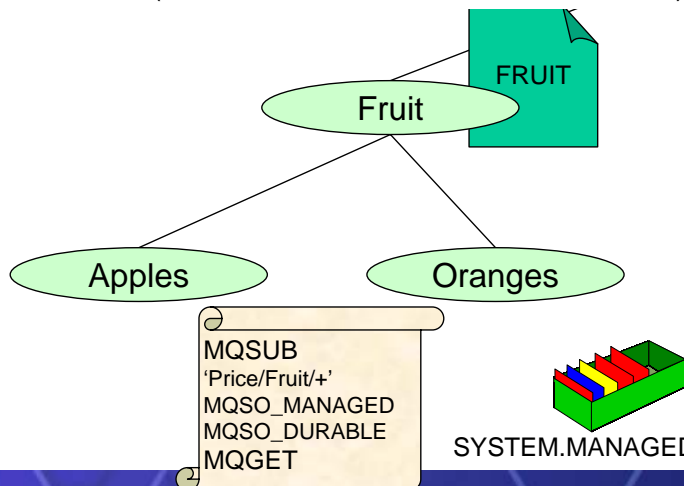 FRUIT
Fruit
Apples
Oranges
MQSUB
‘Price/Fruit/+’
MQSO_MANAGED
MQSO_DURABLE
MQGET
SYSTEM.MANAGED